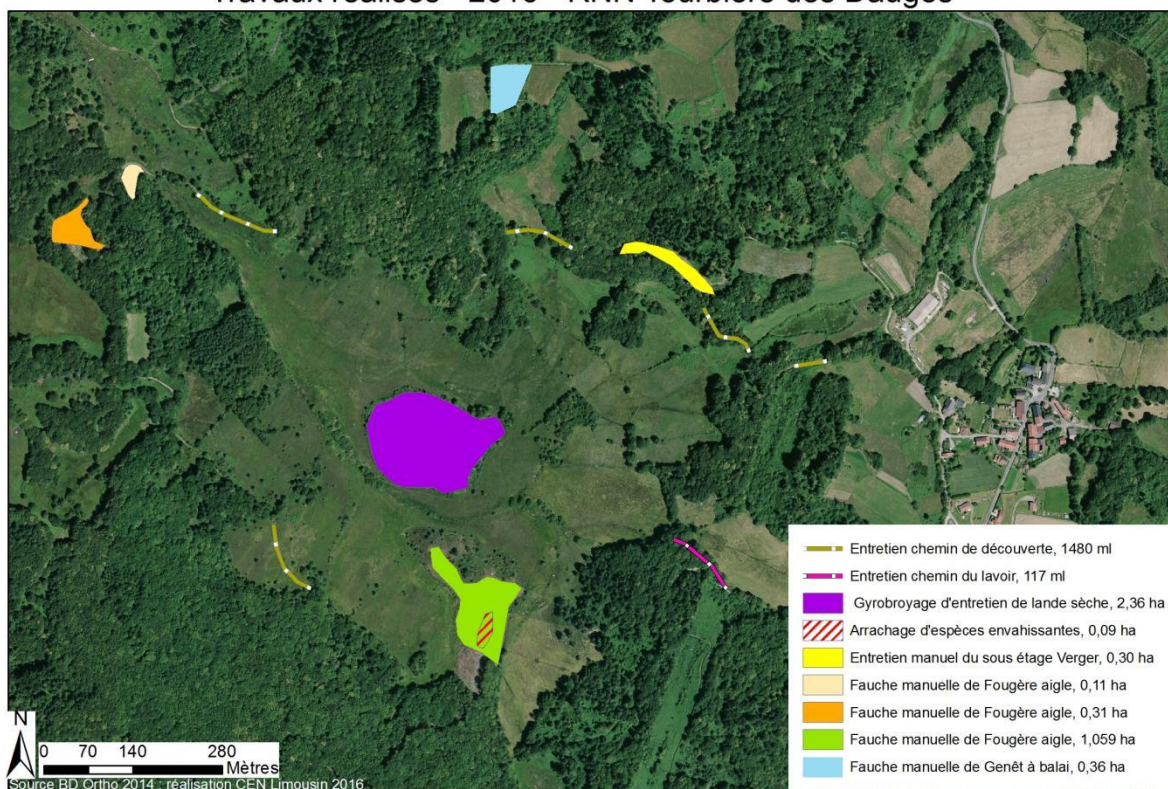 Travaux réalisés - 2015 - RNN Tourbière des Dauges
Entretien chemin de découverte, 1480 ml
Entretien chemin du lavoir, 117 ml
Gyrobroyage d'entretien de lande sèche, 2,36 ha
Arrachage d'espèces envahissantes, 0,09 ha
Entretien manuel du sous étage Verger, 0,30 ha
Fauche manuelle de Fougère aigle, 0,11 ha
Fauche manuelle de Fougère aigle, 0,31 ha
Fauche manuelle de Fougère aigle, 1,059 ha
Fauche manuelle de Genêt à balai, 0,36 ha
N
0 70 140 280
Mètres
Source BD Ortho 2014 ; réalisation CEN Limousin 2016